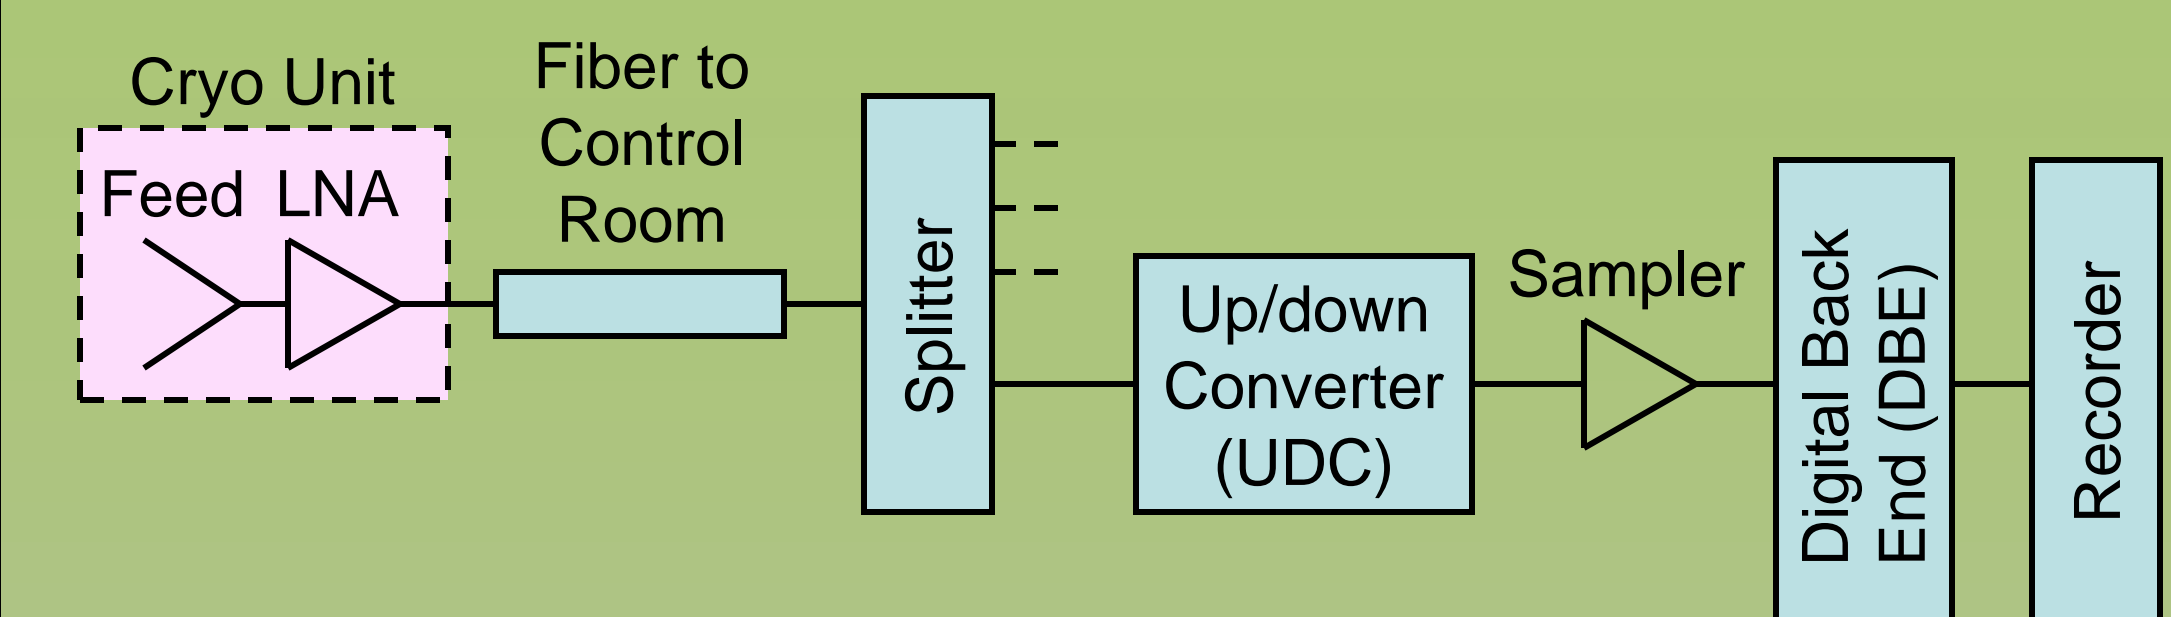 Cryo Unit
Feed LNA
Fiber to
Control
Room
Splitter
Up/down
Converter
(UDC)
Sampler
Digital Back
End (DBE)
Recorder